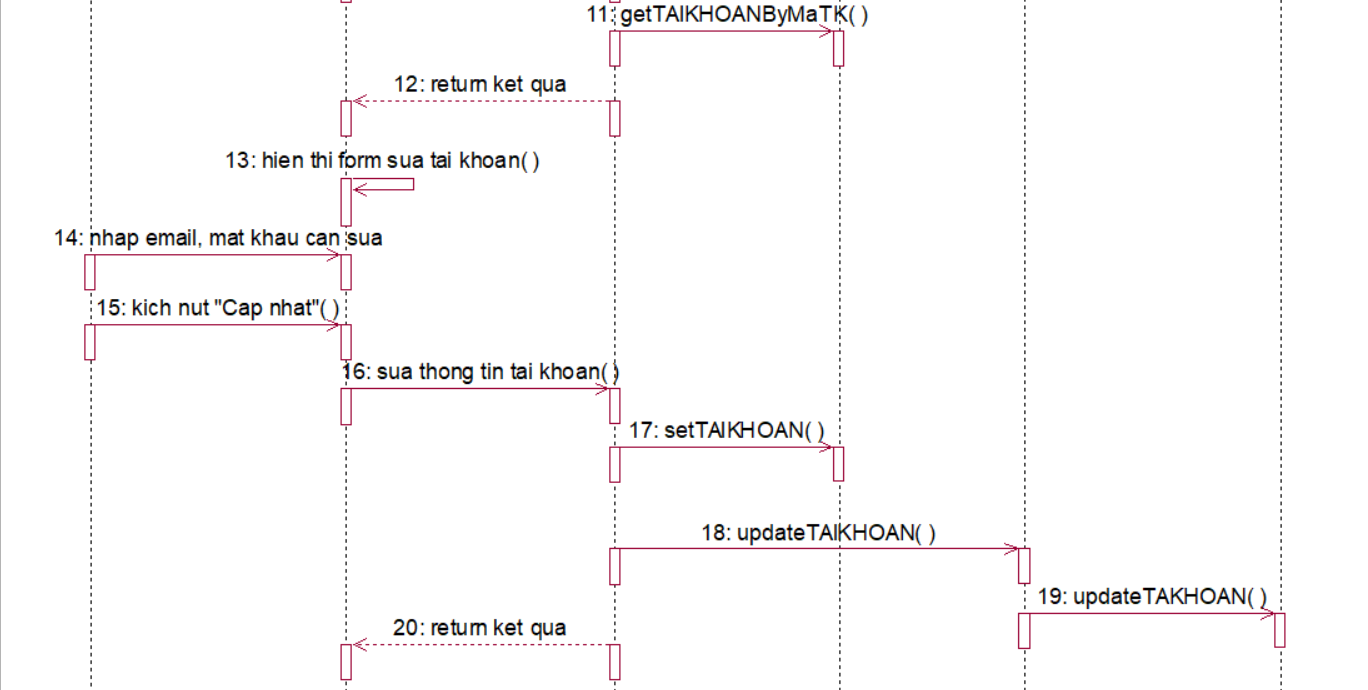 11: getTAIKHOANByMaTK( )
12: return ket qua
13: hien thi form sua tai khoan( )
14: nhap email, mat khau can sua
15: kich nut "Cap nhat"( )
16: sua thong tin tai khoan( )
17: setTAIKHOAN( )
18: updateTAIKHOAN( )
19: updateTAKHOAN( )
20: return ket qua